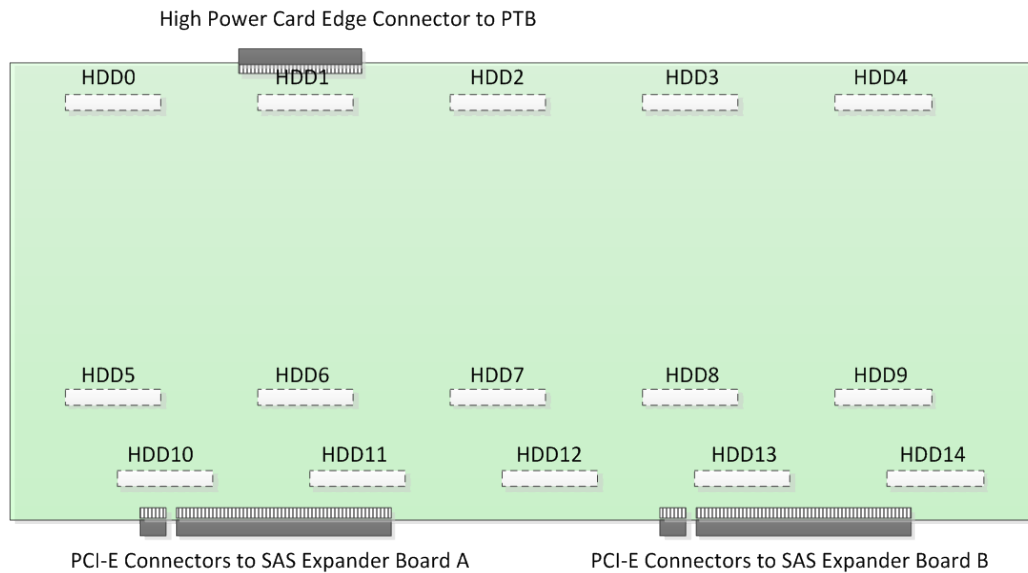 High Power Card Edge Connector to PTB
HDD0 HDD1 HDD2 HDD3 HDD4
HDD5 HDD6 HDD7 HDD8 HDD9
HDD10 HDD11 HDD12 HDD13 HDD14
PCI-E Connectors to SAS Expander Board A PCI-E Connectors to SAS Expander Board B